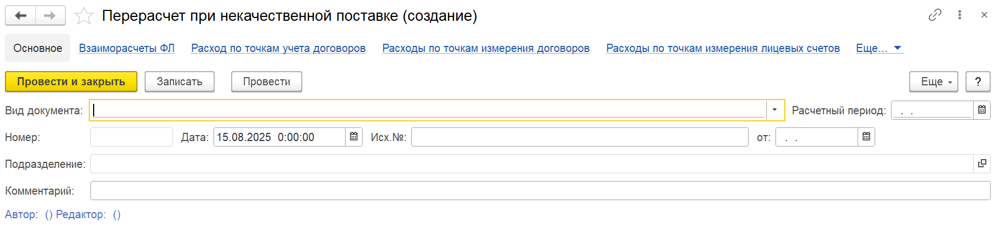 Перерасчет при некачественной поставке (создание)
Основное Взаиморасчеты ФЛ Расход по точкам учета договоров Расходы по точкам измерения договоров Расходы по точкам измерения лицевых счетов Еще...
Провести и закрыть Записать Провести Еще ?
Вид документа: Расчетный период: . .
Номер: Дата: 15.08.2025 0:00:00 Исх.№: от: . .
Подразделение:
Комментарий:
Автор: () Редактор: ()